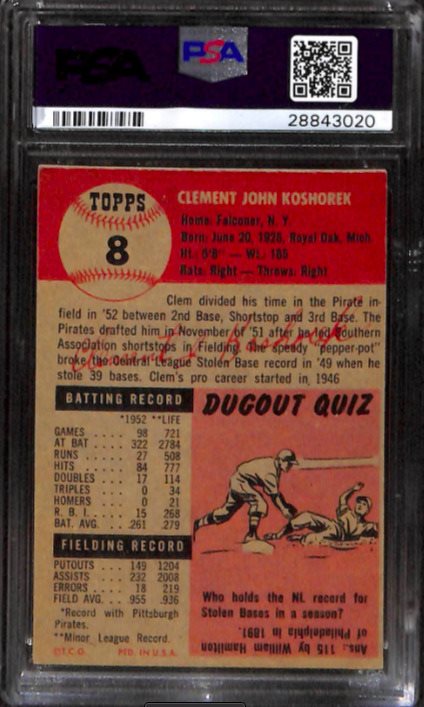 PSA
PSA
28843020
TOPPS
8
CLEMENT JOHN KOSHOREK
Home: Falconer, N. Y.
Born: June 20, 1925, Royal Oak, Mich.
Ht.: 5'8" — Wt.: 165
Bats: Right — Throws: Right
Clem divided his time in the Pirate in-
field in '52 between 2nd Base, Shortstop and 3rd Base. The
Pirates drafted him in November of '51 after he led Southern
Association shortstops in Fielding. The speedy "pepper-pot"
broke the Central League Stolen Base record in '49 when he
stole 39 bases. Clem's pro career started in 1946
BATTING RECORD
*1952 **LIFE
GAMES . . . . 98 721
AT BAT . . . . 322 2784
RUNS . . . . 27 508
HITS . . . . 84 777
DOUBLES . . . 17 114
TRIPLES . . . 0 34
HOMERS . . . 0 21
R. B. I. . . . . 15 268
BAT. AVG. . . .261 .279
FIELDING RECORD
PUTOUTS . . . 149 1204
ASSISTS . . . 232 2008
ERRORS . . . 18 219
FIELD AVG. . . .955 .936
*Record with Pittsburgh
Pirates.
**Minor League Record.
©T.C.G. PTD. IN U.S.A.
DUGOUT QUIZ
Who holds the NL record for
Stolen Bases in a season?
Ans., 115 by William Hamilton
of Philadelphia in 1891.